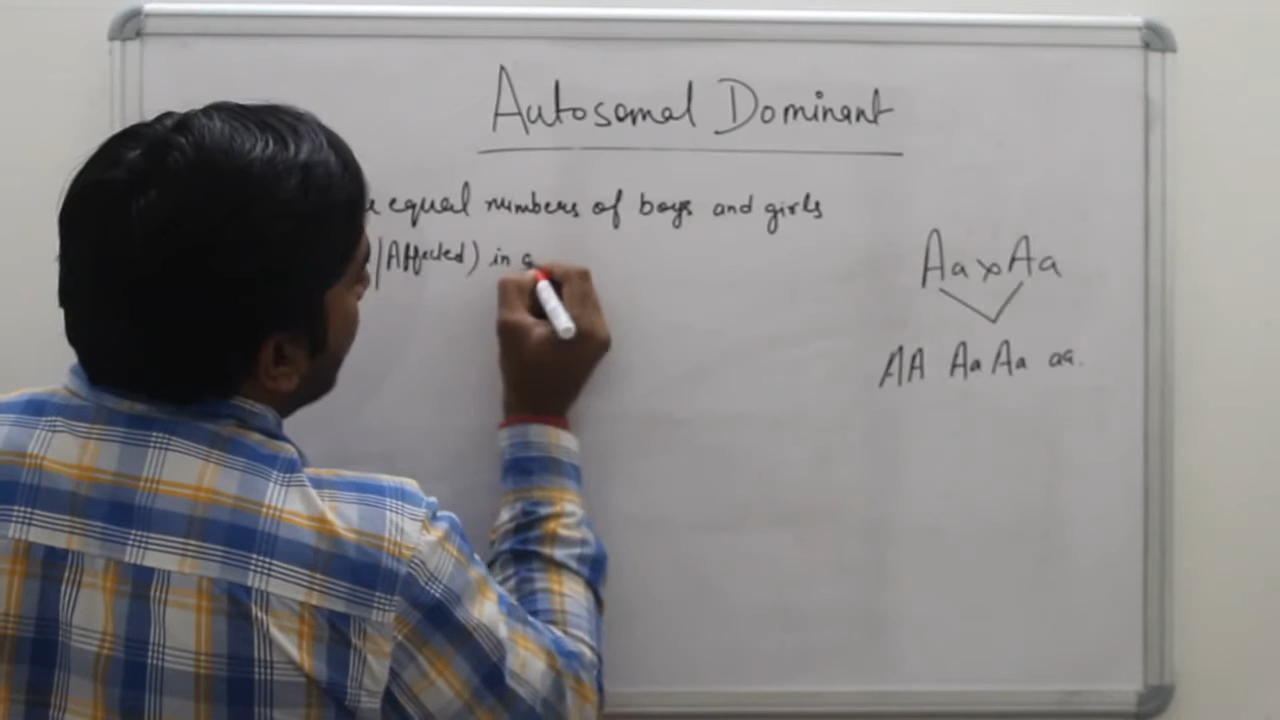 Autosomal Dominant
equal numbers of boys and girls
|Affected) in
Aa x Aa
AA Aa Aa aa.